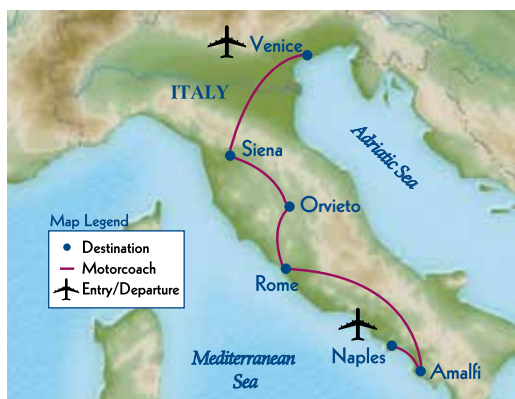 Venice
ITALY
Adriatic Sea
Siena
Orvieto
Map Legend
Destination
Motorcoach
Entry/Departure
Rome
Naples
Mediterranean
Sea
Amalfi